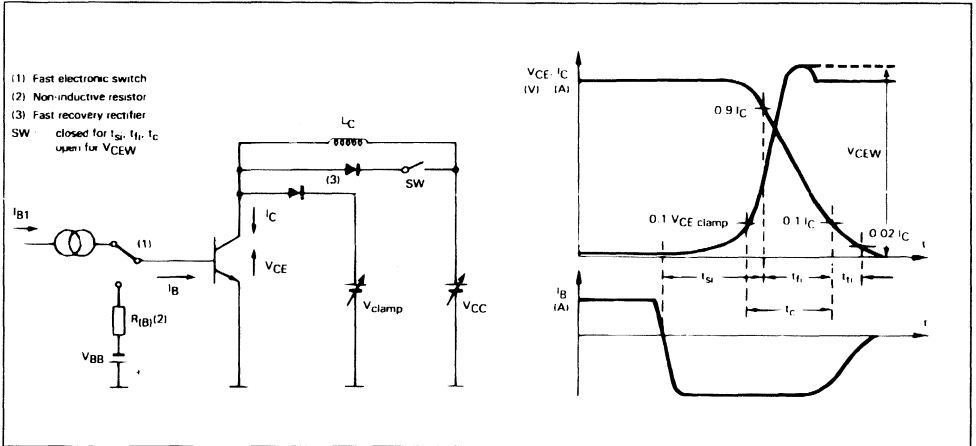 (1) Fast electronic switch
(2) Non-inductive resistor
(3) Fast recovery rectifier
SW : closed for tsi, tfi, tc
open for VCEW
LC
(3)
SW
IB1
(1)
IC
VCE
IB
R(B)(2)
VBB
+
Vclamp
VCC
VCE, IC
(V) (A)
0.9 IC
VCEW
0.1 VCE clamp
0.1 IC
0.02 IC
t
tsi
tfi
tti
tc
IB
(A)
t